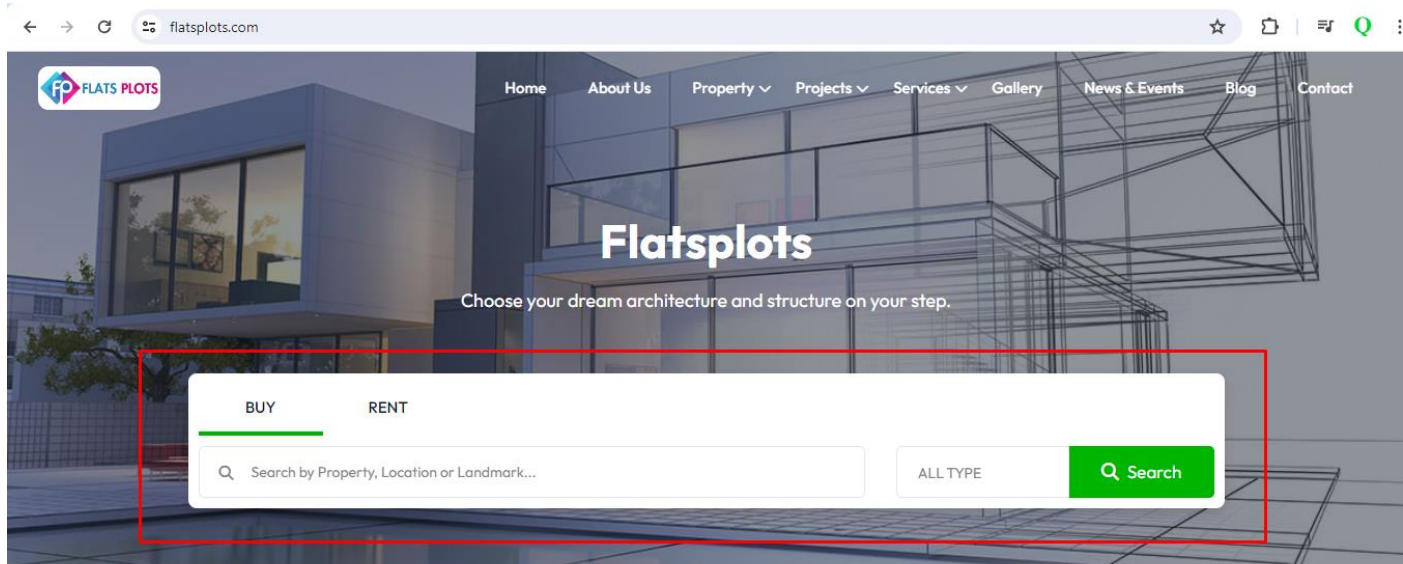 flatsplots.com
Q
fp FLATS PLOTS
Home About Us Property Projects Services Gallery News & Events Blog Contact
Flatsplots
Choose your dream architecture and structure on your step.
BUY RENT
Search by Property, Location or Landmark... ALL TYPE Search